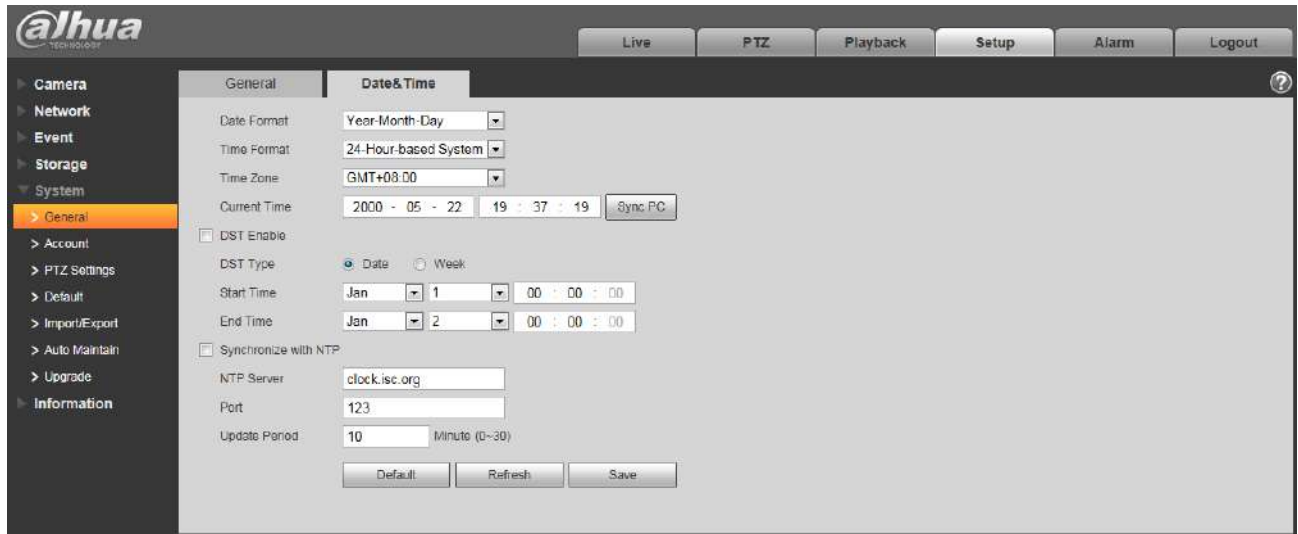 alhua
TECHNOLOGY
Live PTZ Playback Setup Alarm Logout
Camera
Network
Event
Storage
System
> General
> Account
> PTZ Settings
> Default
> Import/Export
> Auto Maintain
> Upgrade
Information
General Date&Time
?
Date Format Year-Month-Day
Time Format 24-Hour-based System
Time Zone GMT+08:00
Current Time 2000 - 05 - 22 19 : 37 : 19 Sync PC
DST Enable
DST Type Date Week
Start Time Jan 1 00 : 00 : 00
End Time Jan 2 00 : 00 : 00
Synchronize with NTP
NTP Server clock.isc.org
Port 123
Update Period 10 Minute (0~30)
Default Refresh Save